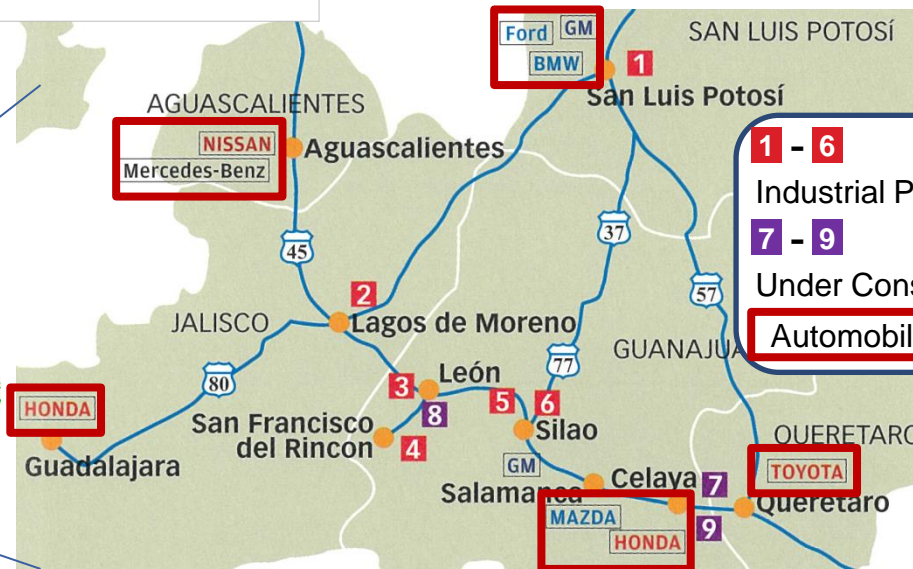 Ford GM
BMW
1
SAN LUIS POTOSÍ
San Luis Potosí
AGUASCALIENTES
NISSAN
Mercedes-Benz
Aguascalientes
1 - 6
Industrial P
7 - 9
Under Cons
Automobil
45
37
57
2
JALISCO
Lagos de Moreno
GUANAJUA
77
80
3
León
8
5
6
HONDA
San Francisco
del Rincon
4
Silao
QUERETARO
Guadalajara
GM
TOYOTA
Salamanca
Celaya
7
Querétaro
MAZDA
HONDA
9